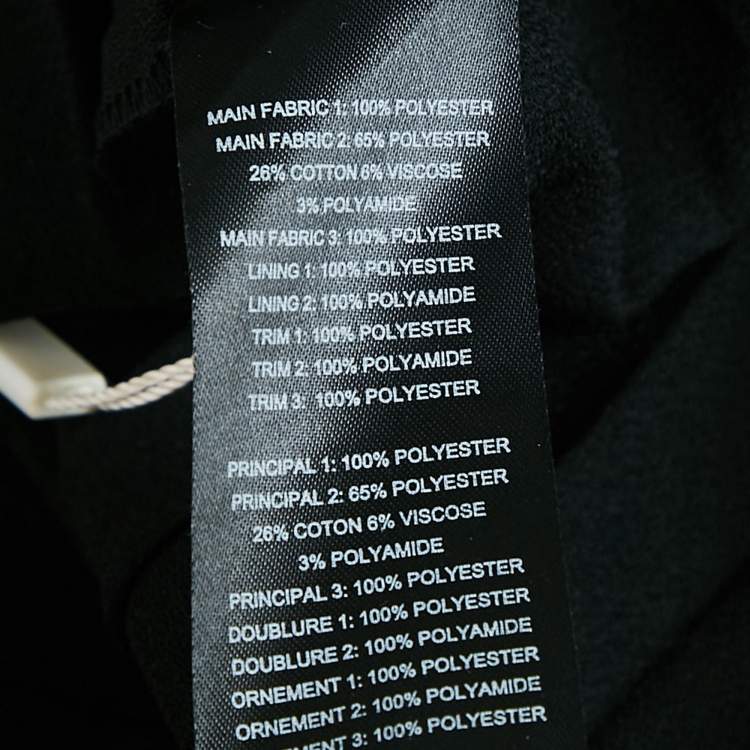 MAIN FABRIC 1: 100% POLYESTER
MAIN FABRIC 2: 65% POLYESTER
26% COTTON 6% VISCOSE
3% POLYAMIDE
MAIN FABRIC 3: 100% POLYESTER
LINING 1: 100% POLYESTER
LINING 2: 100% POLYAMIDE
TRIM 1: 100% POLYESTER
TRIM 2: 100% POLYAMIDE
TRIM 3: 100% POLYESTER
PRINCIPAL 1: 100% POLYESTER
PRINCIPAL 2: 65% POLYESTER
26% COTON 6% VISCOSE
3% POLYAMIDE
PRINCIPAL 3: 100% POLYESTER
DOUBLURE 1: 100% POLYESTER
DOUBLURE 2: 100% POLYAMIDE
ORNEMENT 1: 100% POLYESTER
ORNEMENT 2: 100% POLYAMIDE
EMENT 3: 100% POLYESTER